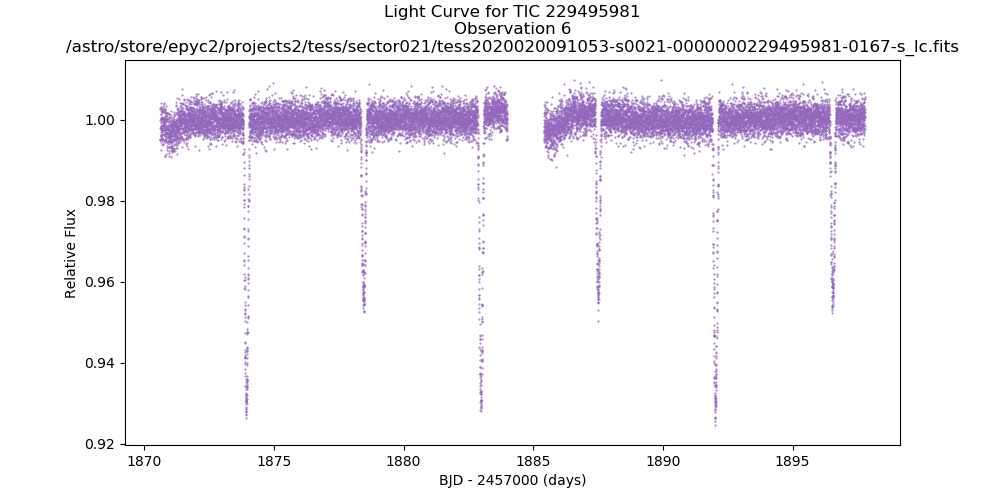 Light Curve for TIC 229495981
Observation 6
/astro/store/epyc2/projects2/tess/sector021/tess2020020091053-s0021-0000000229495981-0167-s_lc.fits
1.00
0.98
0.96
0.94
0.92
Relative Flux
1870 1875 1880 1885 1890 1895
BJD - 2457000 (days)